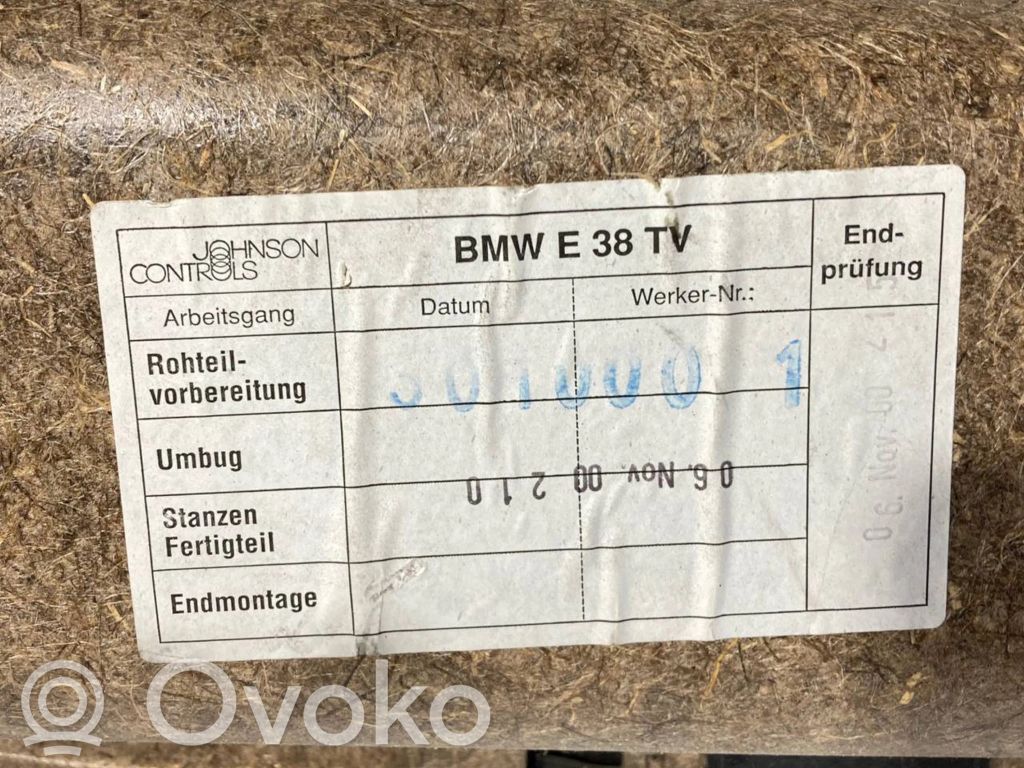 JOHNSON
CONTROLS
BMW E 38 TV
End-
prüfung
Arbeitsgang
Datum
Werker-Nr.:
Rohteil-
vorbereitung
1
Umbug
06. Nov. 00 210
Stanzen
Fertigteil
Endmontage
06. Nov. 00
Ovoko